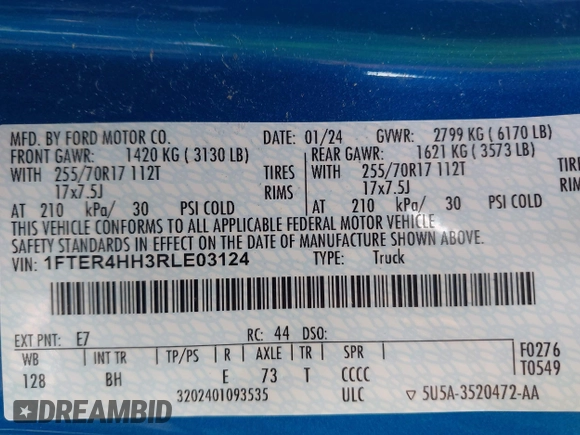 MFD. BY FORD MOTOR CO. DATE: 01/24 GVWR: 2799 KG ( 6170 LB)
FRONT GAWR: 1420 KG ( 3130 LB) REAR GAWR: 1621 KG ( 3573 LB)
WITH 255/70R17 112T TIRES WITH 255/70R17 112T TIRE
17x7.5J RIMS 17x7.5J RIM
AT 210 kPa/ 30 PSI COLD AT 210 kPa/ 30 PSI COL
THIS VEHICLE CONFORMS TO ALL APPLICABLE FEDERAL MOTOR VEHICLE
SAFETY STANDARDS IN EFFECT ON THE DATE OF MANUFACTURE SHOWN ABOVE.
VIN: 1FTER4HH3RLE03124 TYPE: Truck
EXT PNT: E7 RC: 44 DSO: F0276
WB INT TR TP/PS R AXLE TR SPR T0549
128 BH E 73 T CCCC
3202401093535 ULC ▽ 5U5A-3520472-AA
DREAMBID